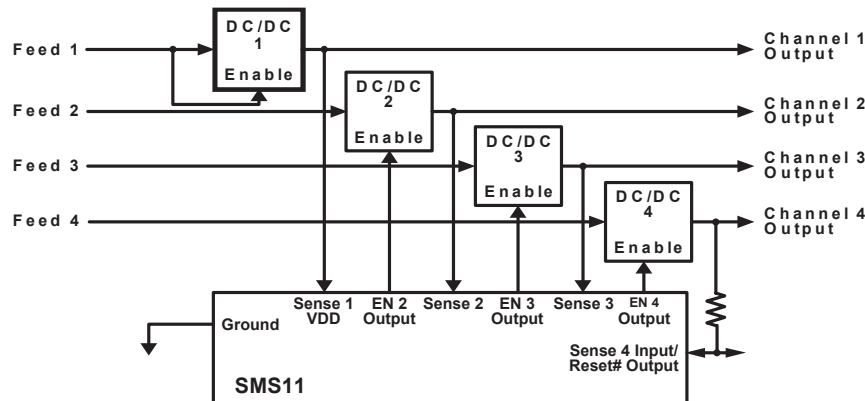 Feed 1
DC/DC
1
Enable
Channel 1
Output
Feed 2
DC/DC
2
Enable
Channel 2
Output
Feed 3
DC/DC
3
Enable
Channel 3
Output
Feed 4
DC/DC
4
Enable
Channel 4
Output
Sense 1
VDD
EN 2
Output
Sense 2
EN 3
Output
Sense 3
EN 4
Output
Ground
Sense 4 Input/
Reset# Output
SMS11